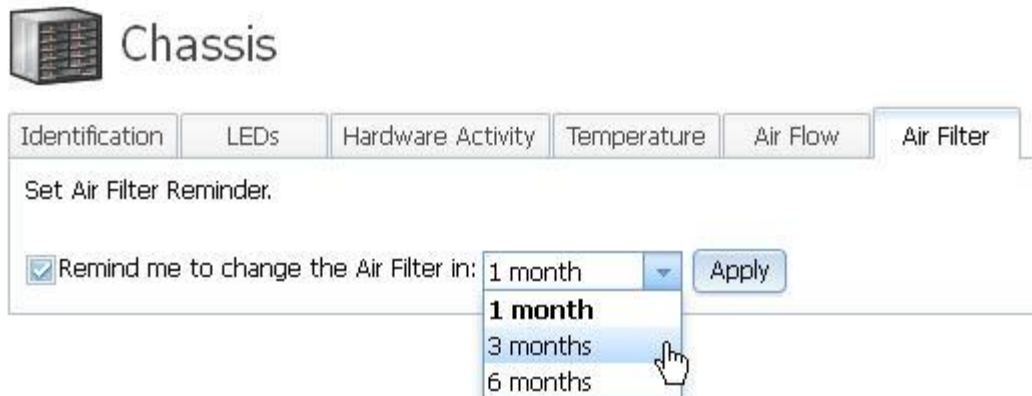 Chassis
Identification LEDs Hardware Activity Temperature Air Flow Air Filter
Set Air Filter Reminder.
Remind me to change the Air Filter in: 1 month Apply
1 month
3 months
6 months